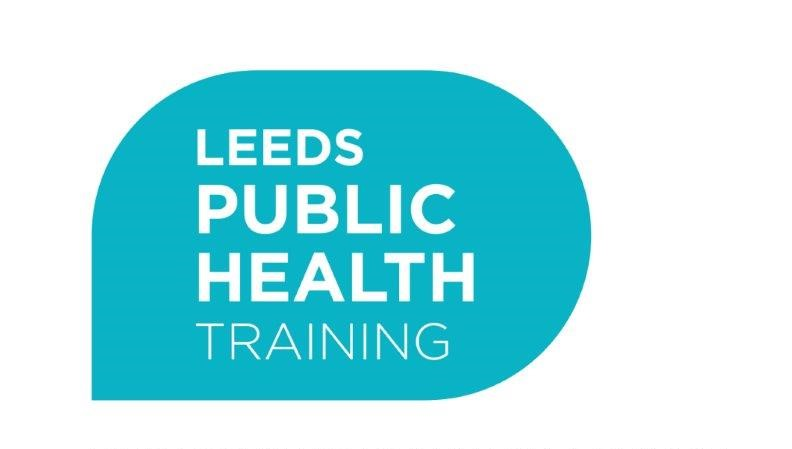 LEEDS
PUBLIC
HEALTH
TRAINING